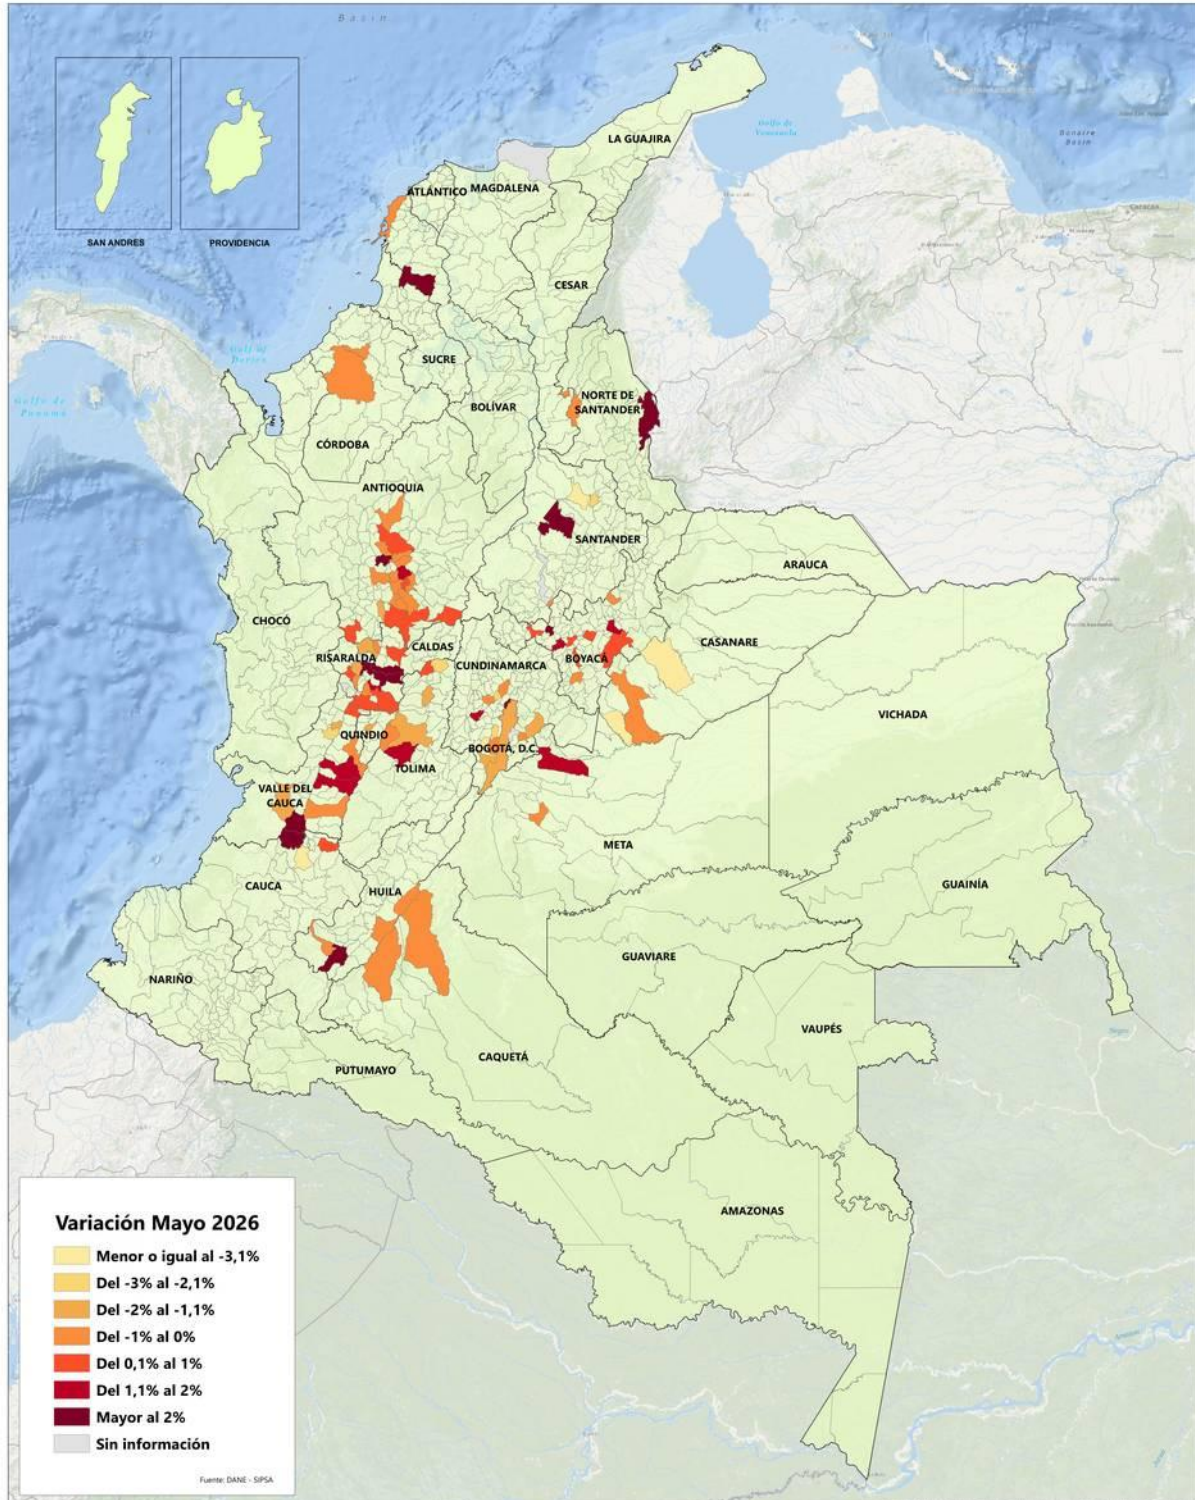 Basin
LA GUAJIRA
Golfo de
Venezuela
Bonaire
Basin
ATLÁNTICO
MAGDALENA
SAN ANDRES
PROVIDENCIA
Caracas
CESAR
Golfo de Panamá
SUCRE
NORTE DE
SANTANDER
BOLÍVAR
CÓRDOBA
ANTIOQUIA
SANTANDER
ARAUCA
CHOCÓ
CASANARE
CALDAS
RISARALDA
CUNDINAMARCA
BOYACÁ
VICHADA
QUINDIO
BOGOTÁ, D.C.
TOLIMA
VALLE DEL
CAUCA
META
CAUCA
HUILA
GUAINÍA
GUAVIARE
NARIÑO
VAUPÉS
CAQUETÁ
PUTUMAYO
AMAZONAS
Variación Mayo 2026
Menor o igual al -3,1%
Del -3% al -2,1%
Del -2% al -1,1%
Del -1% al 0%
Del 0,1% al 1%
Del 1,1% al 2%
Mayor al 2%
Sin información
Fuente: DANE - SIPSA